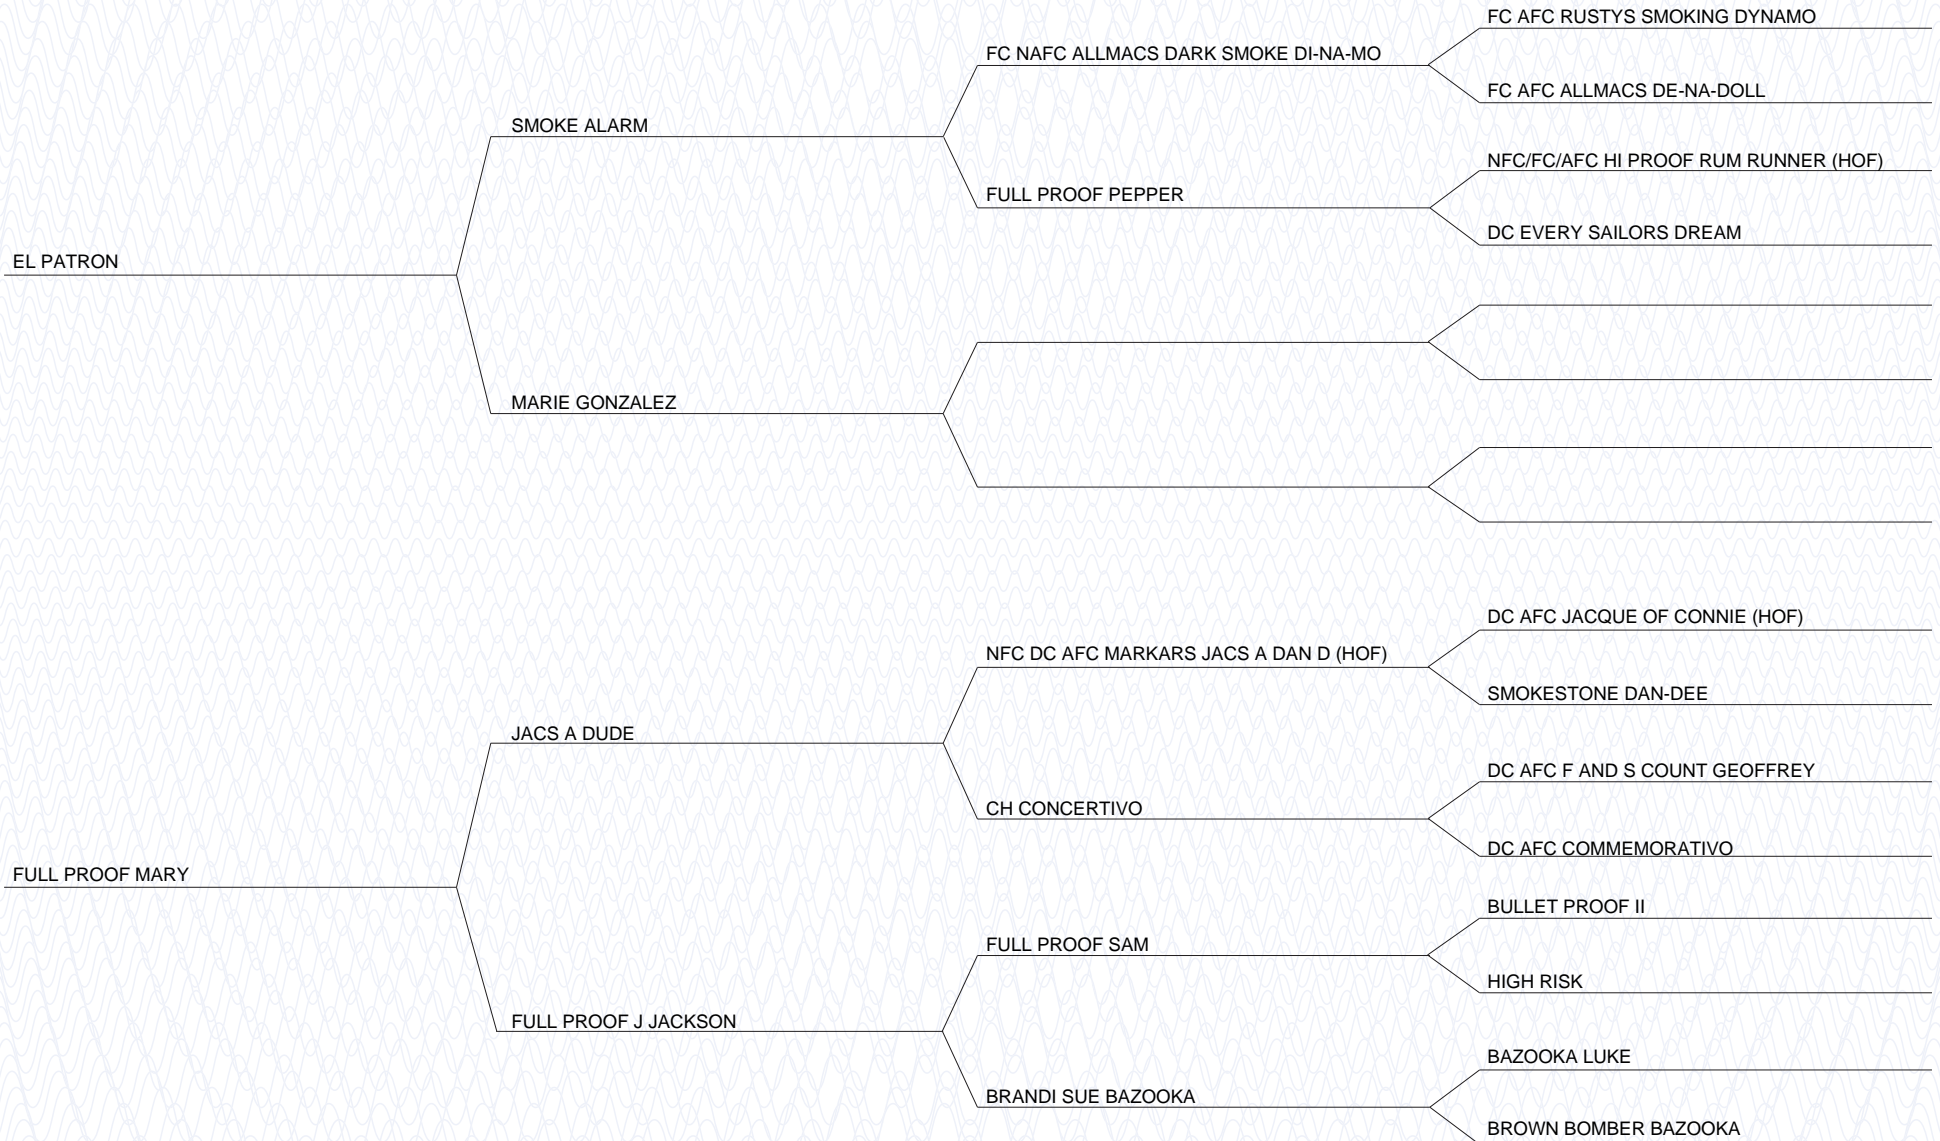 FC AFC RUSTYS SMOKING DYNAMO
FC NAFC ALLMACS DARK SMOKE DI-NA-MO
FC AFC ALLMACS DE-NA-DOLL
SMOKE ALARM
NFC/FC/AFC HI PROOF RUM RUNNER (HOF)
FULL PROOF PEPPER
DC EVERY SAILORS DREAM
EL PATRON
MARIE GONZALEZ
DC AFC JACQUE OF CONNIE (HOF)
NFC DC AFC MARKARS JACS A DAN D (HOF)
SMOKESTONE DAN-DEE
JACS A DUDE
DC AFC F AND S COUNT GEOFFREY
CH CONCERTIVO
DC AFC COMMEMORATIVO
FULL PROOF MARY
BULLET PROOF II
FULL PROOF SAM
HIGH RISK
FULL PROOF J JACKSON
BAZOOKA LUKE
BRANDI SUE BAZOOKA
BROWN BOMBER BAZOOKA